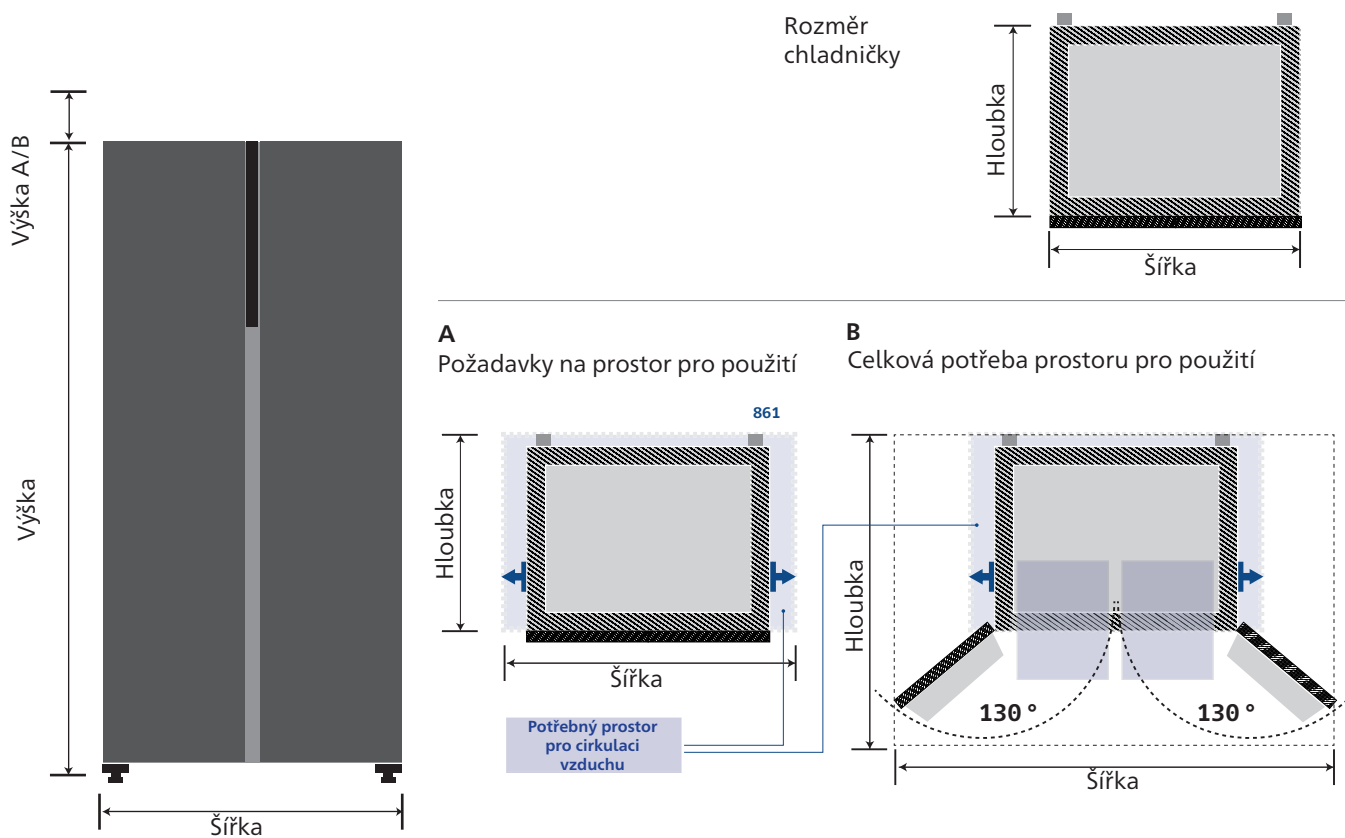 Rozměr
chladničky
Hloubka
Šířka
Výška A/B
Výška
Šířka
A
Požadavky na prostor pro použití
861
Hloubka
Šířka
Potřebný prostor
pro cirkulaci
vzduchu
B
Celková potřeba prostoru pro použití
Hloubka
130°
130°
Šířka